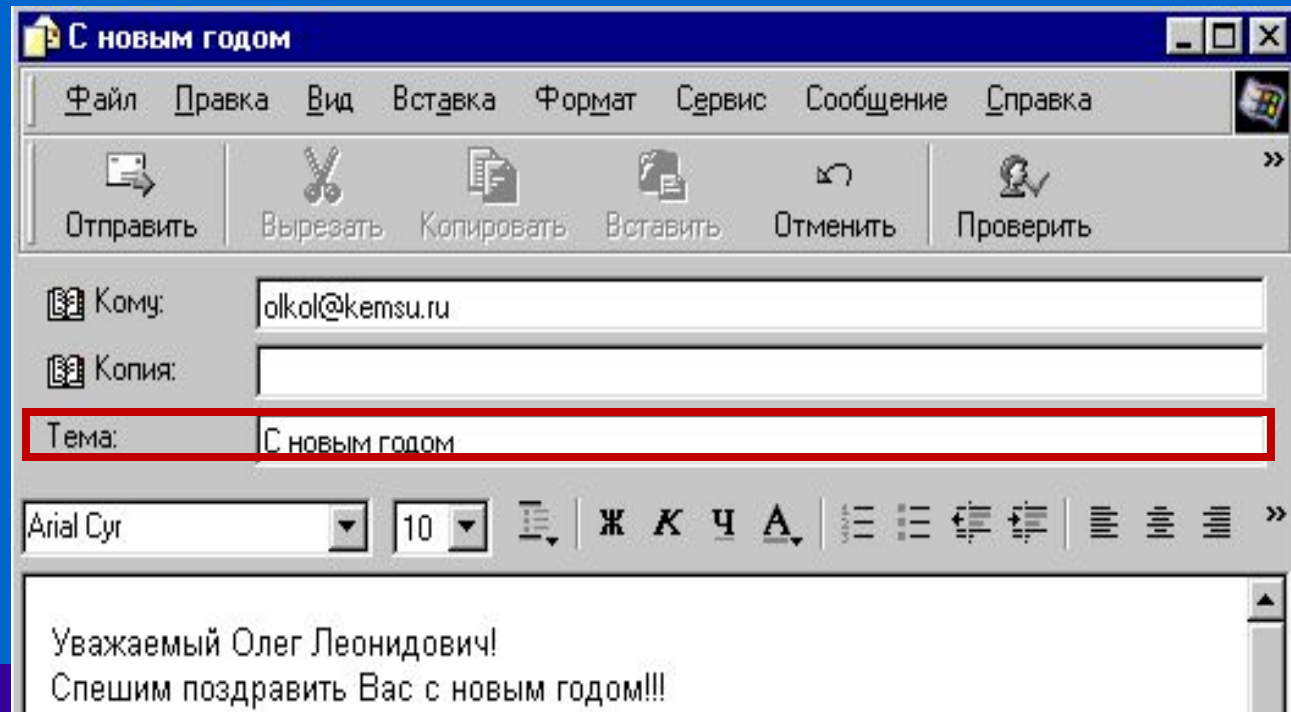 С новым годом
Файл Правка Вид Вставка Формат Сервис Сообщение Справка
Отправить Вырезать Копировать Вставить Отменить Проверить
Кому: olkol@kemsu.ru
Копия:
Тема: С новым годом
Arial Cyr 10 Ж К Ч А
Уважаемый Олег Леонидович!
Спешим поздравить Вас с новым годом!!!